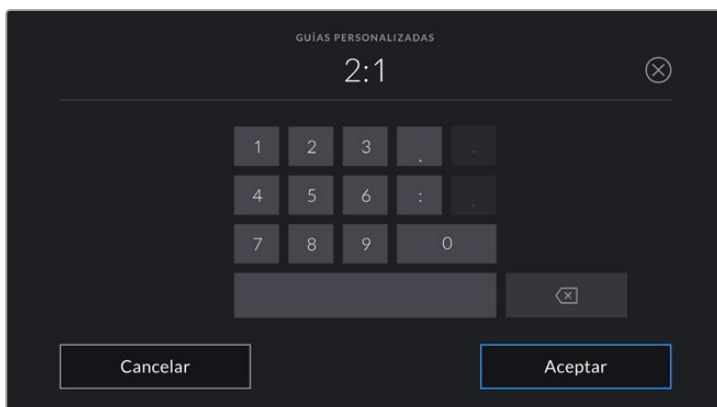 GUÍAS PERSONALIZADAS
2:1
1 2 3 .
4 5 6 : ,
7 8 9 0
Cancelar Aceptar